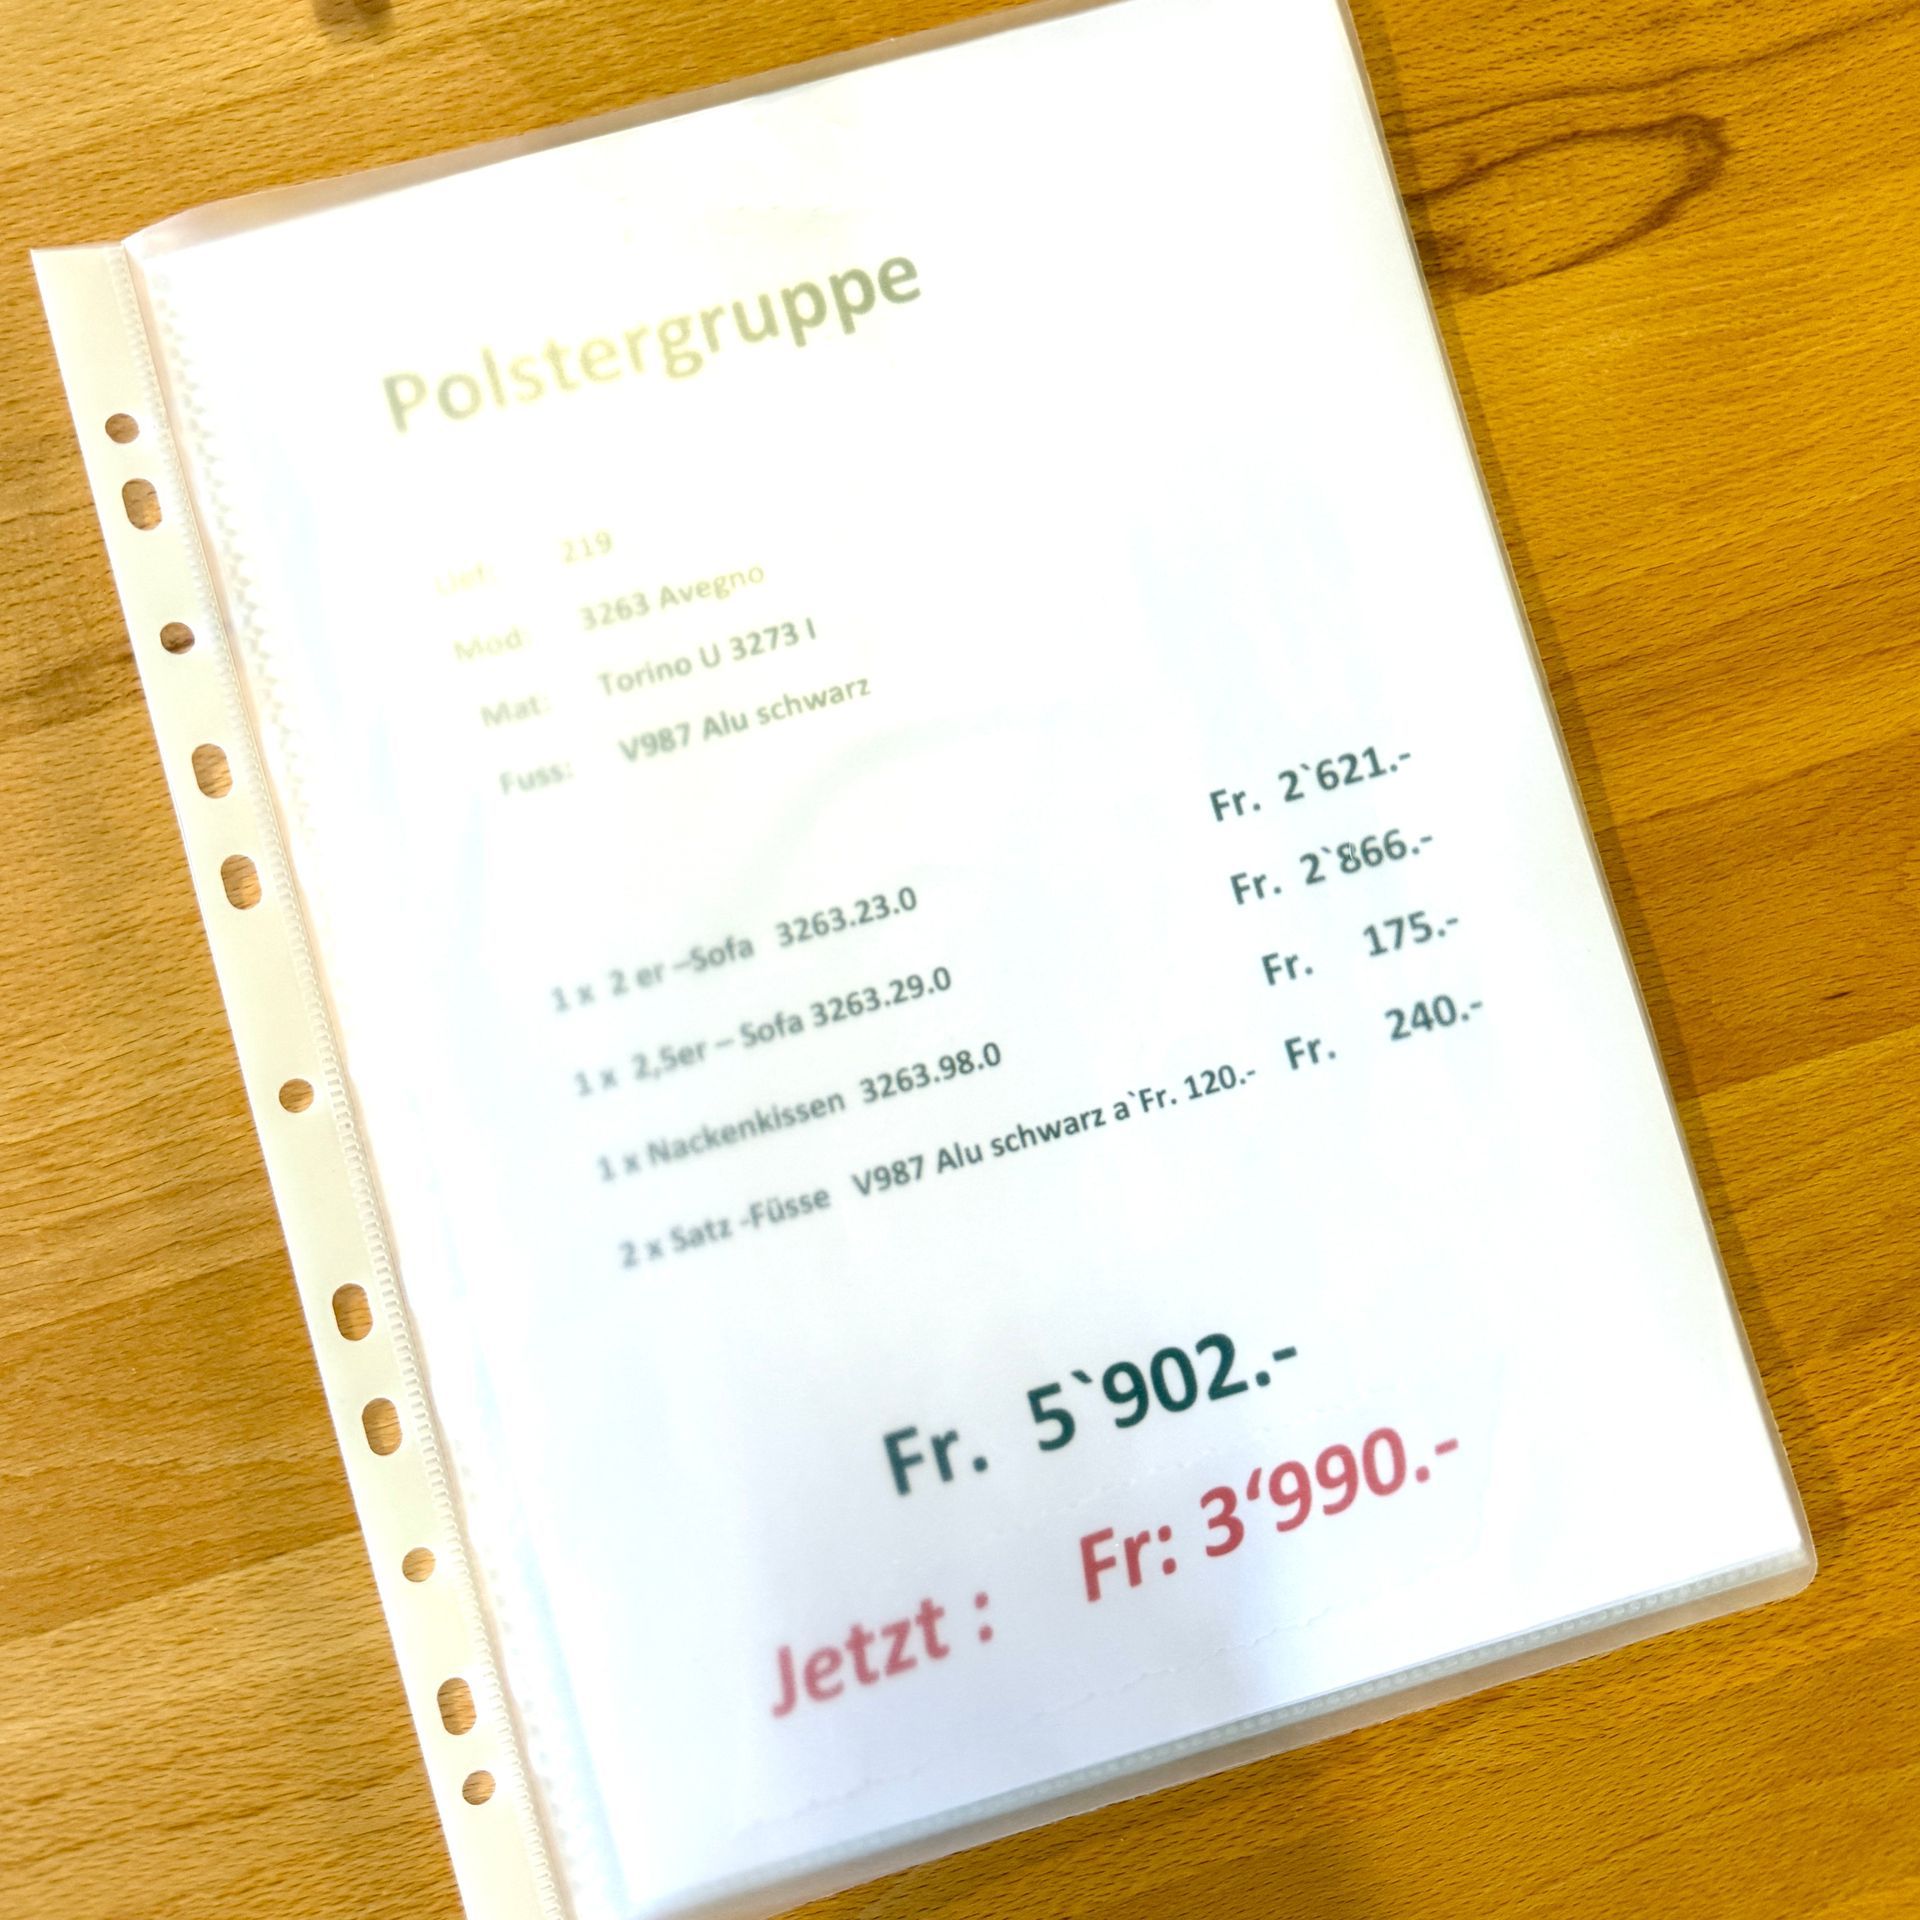 Polstergruppe
Lief: 219
Mod: 3263 Avegno
Mat: Torino U 3273 I
Fuss: V987 Alu schwarz
1 x 2 er –Sofa 3263.23.0 Fr. 2`621.-
1 x 2,5er – Sofa 3263.29.0 Fr. 2`866.-
1 x Nackenkissen 3263.98.0 Fr. 175.-
2 x Satz -Füsse V987 Alu schwarz a`Fr. 120.- Fr. 240.-
Fr. 5`902.-
Jetzt : Fr: 3‘990.-